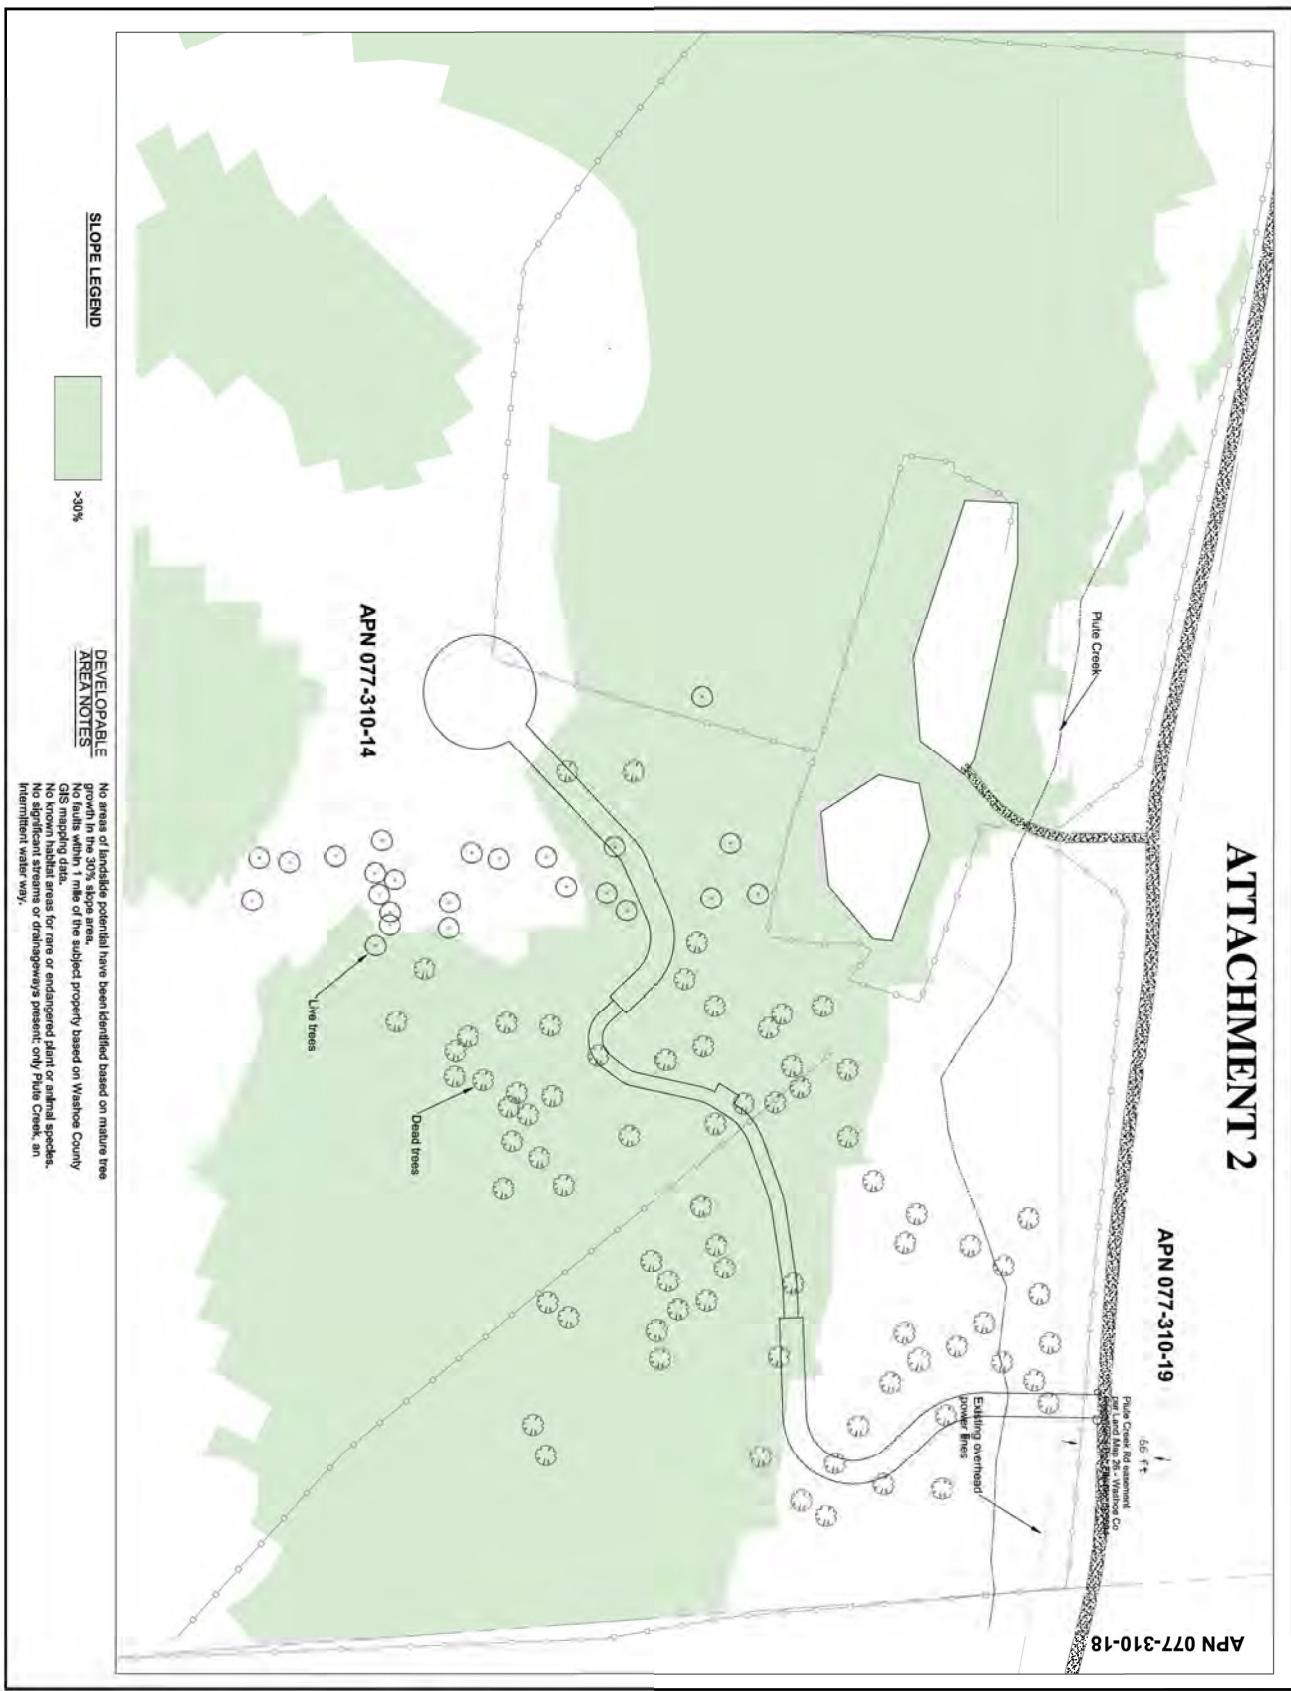 ATTACHMENT 2
APN 077-310-19
APN 077-310-18
66 ft
Piute Creek Rd easement
per Land Map 26 - Washoe Co
Existing overhead
power lines
Piute Creek
APN 077-310-14
Live trees
Dead trees
SLOPE LEGEND
>30%
DEVELOPABLE
AREA NOTES
No areas of landslide potential have been identified based on mature tree
growth in the 30% slope area.
No faults within 1 mile of the subject property based on Washoe County
GIS mapping data.
No known habitat areas for rare or endangered plant or animal species.
No significant streams or drainageways present; only Piute Creek, an
intermittent water way.